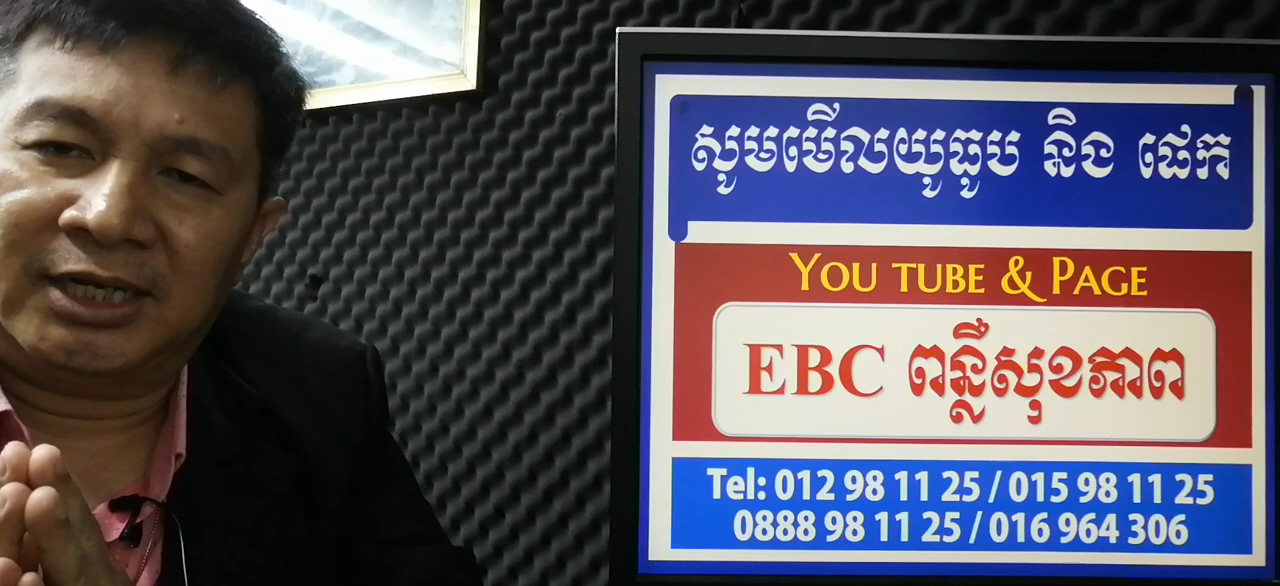 សូមមើលយូធូប និង ផេក
YOU TUBE & PAGE
EBC ពន្លឺសុខភាព
Tel: 012 98 11 25 / 015 98 11 25
0888 98 11 25 / 016 964 306